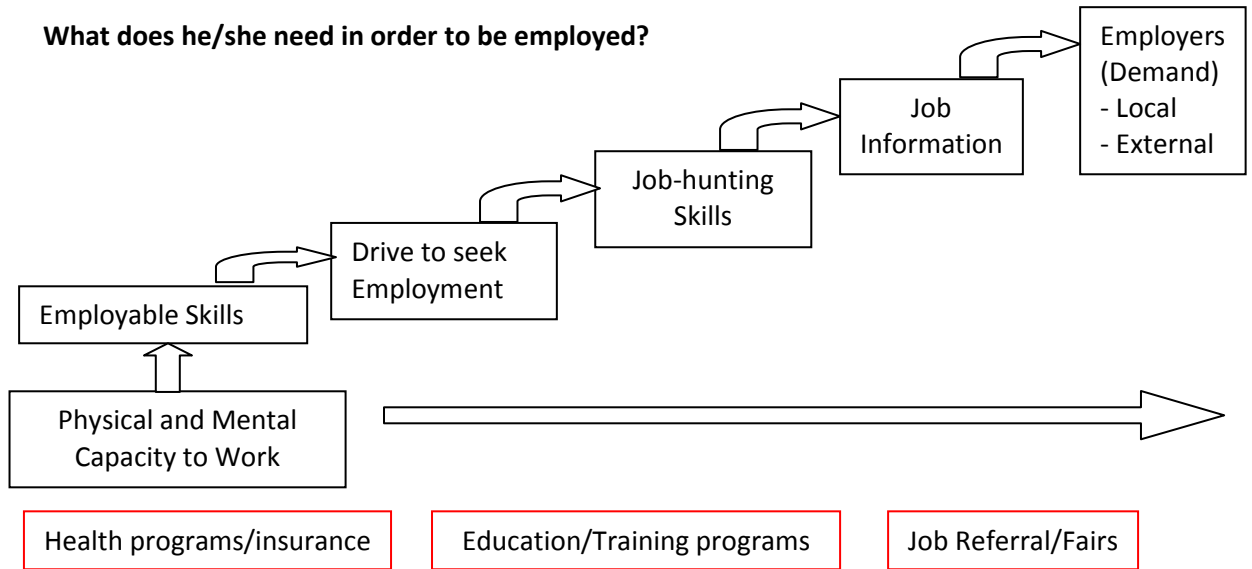 What does he/she need in order to be employed?
Employers
(Demand)
- Local
- External
Job
Information
Job-hunting
Skills
Drive to seek
Employment
Employable Skills
Physical and Mental
Capacity to Work
Health programs/insurance
Education/Training programs
Job Referral/Fairs